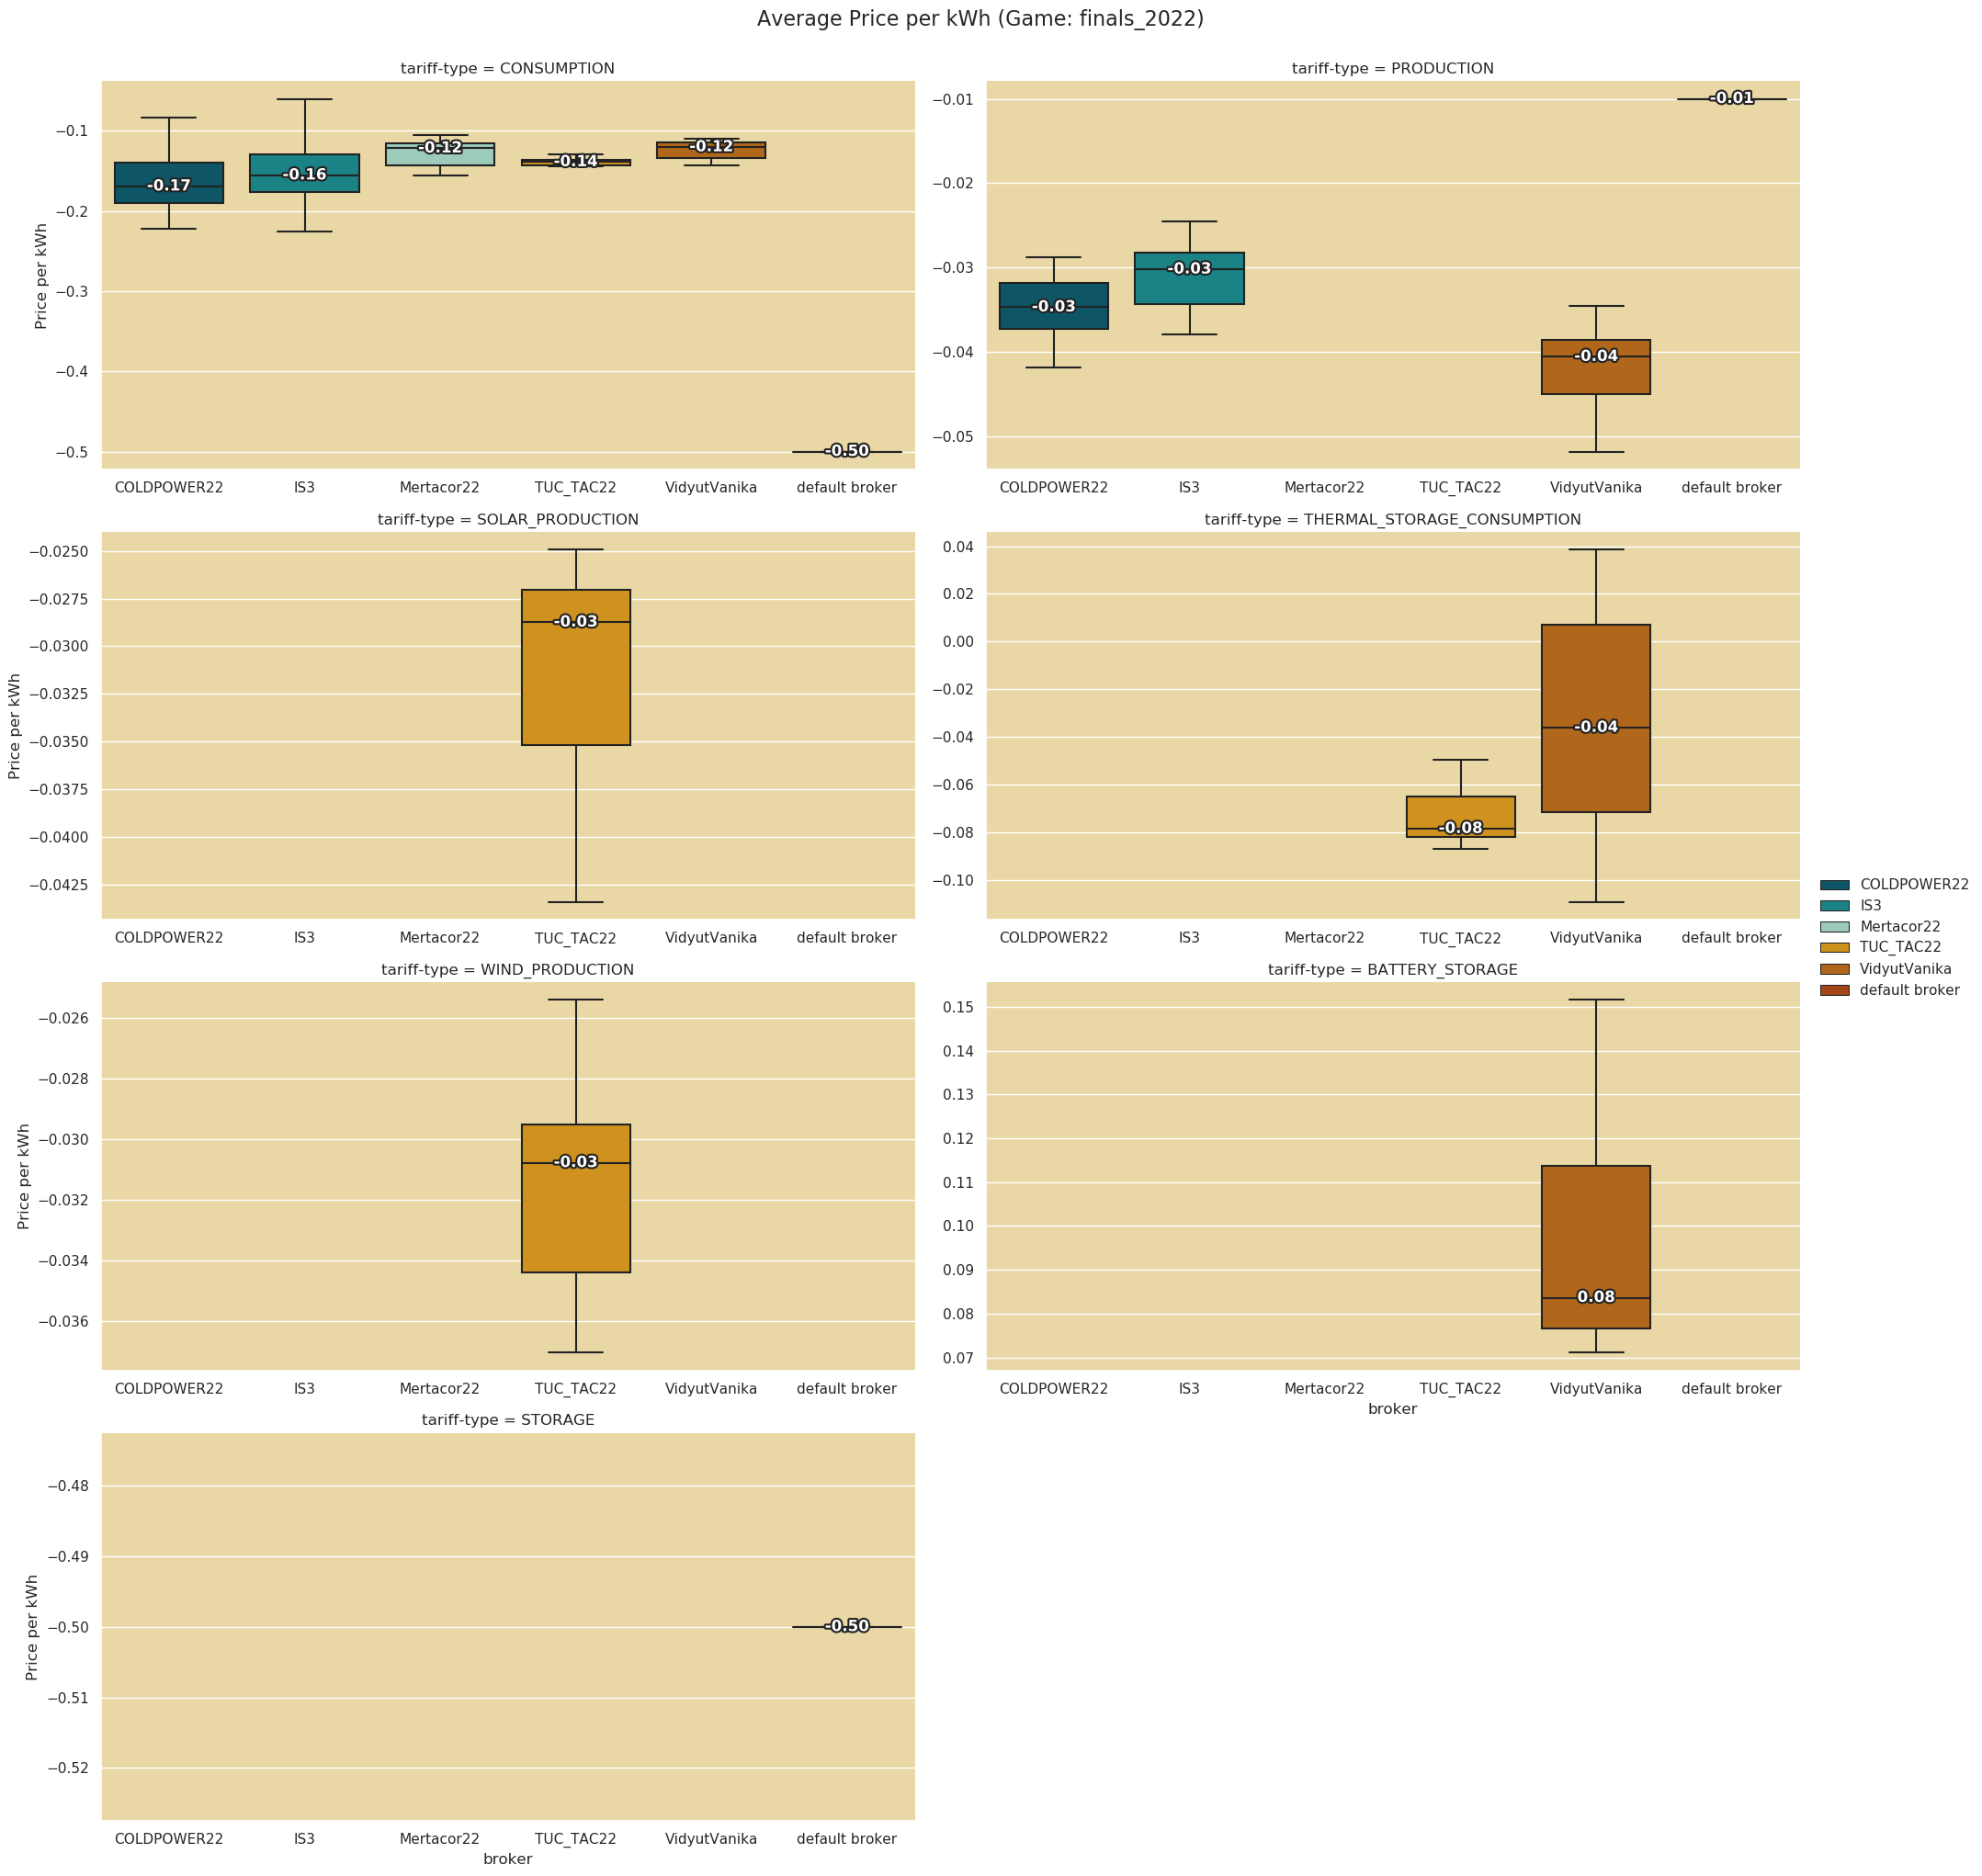 Average Price per kWh (Game: finals_2022)
tariff-type = CONSUMPTION
Price per kWh
−0.1
−0.2
−0.3
−0.4
−0.5
-0.17
-0.16
-0.12
-0.14
-0.12
-0.50
COLDPOWER22 IS3 Mertacor22 TUC_TAC22 VidyutVanika default broker
tariff-type = PRODUCTION
−0.01
−0.02
−0.03
−0.04
−0.05
-0.03
-0.03
-0.04
-0.01
COLDPOWER22 IS3 Mertacor22 TUC_TAC22 VidyutVanika default broker
tariff-type = SOLAR_PRODUCTION
Price per kWh
−0.0250
−0.0275
−0.0300
−0.0325
−0.0350
−0.0375
−0.0400
−0.0425
-0.03
COLDPOWER22 IS3 Mertacor22 TUC_TAC22 VidyutVanika default broker
tariff-type = THERMAL_STORAGE_CONSUMPTION
0.04
0.02
0.00
−0.02
−0.04
−0.06
−0.08
−0.10
-0.08
-0.04
COLDPOWER22 IS3 Mertacor22 TUC_TAC22 VidyutVanika default broker
COLDPOWER22
IS3
Mertacor22
TUC_TAC22
VidyutVanika
default broker
tariff-type = WIND_PRODUCTION
Price per kWh
−0.026
−0.028
−0.030
−0.032
−0.034
−0.036
-0.03
COLDPOWER22 IS3 Mertacor22 TUC_TAC22 VidyutVanika default broker
tariff-type = BATTERY_STORAGE
0.15
0.14
0.13
0.12
0.11
0.10
0.09
0.08
0.07
0.08
COLDPOWER22 IS3 Mertacor22 TUC_TAC22 VidyutVanika default broker
broker
tariff-type = STORAGE
Price per kWh
−0.48
−0.49
−0.50
−0.51
−0.52
-0.50
COLDPOWER22 IS3 Mertacor22 TUC_TAC22 VidyutVanika default broker
broker